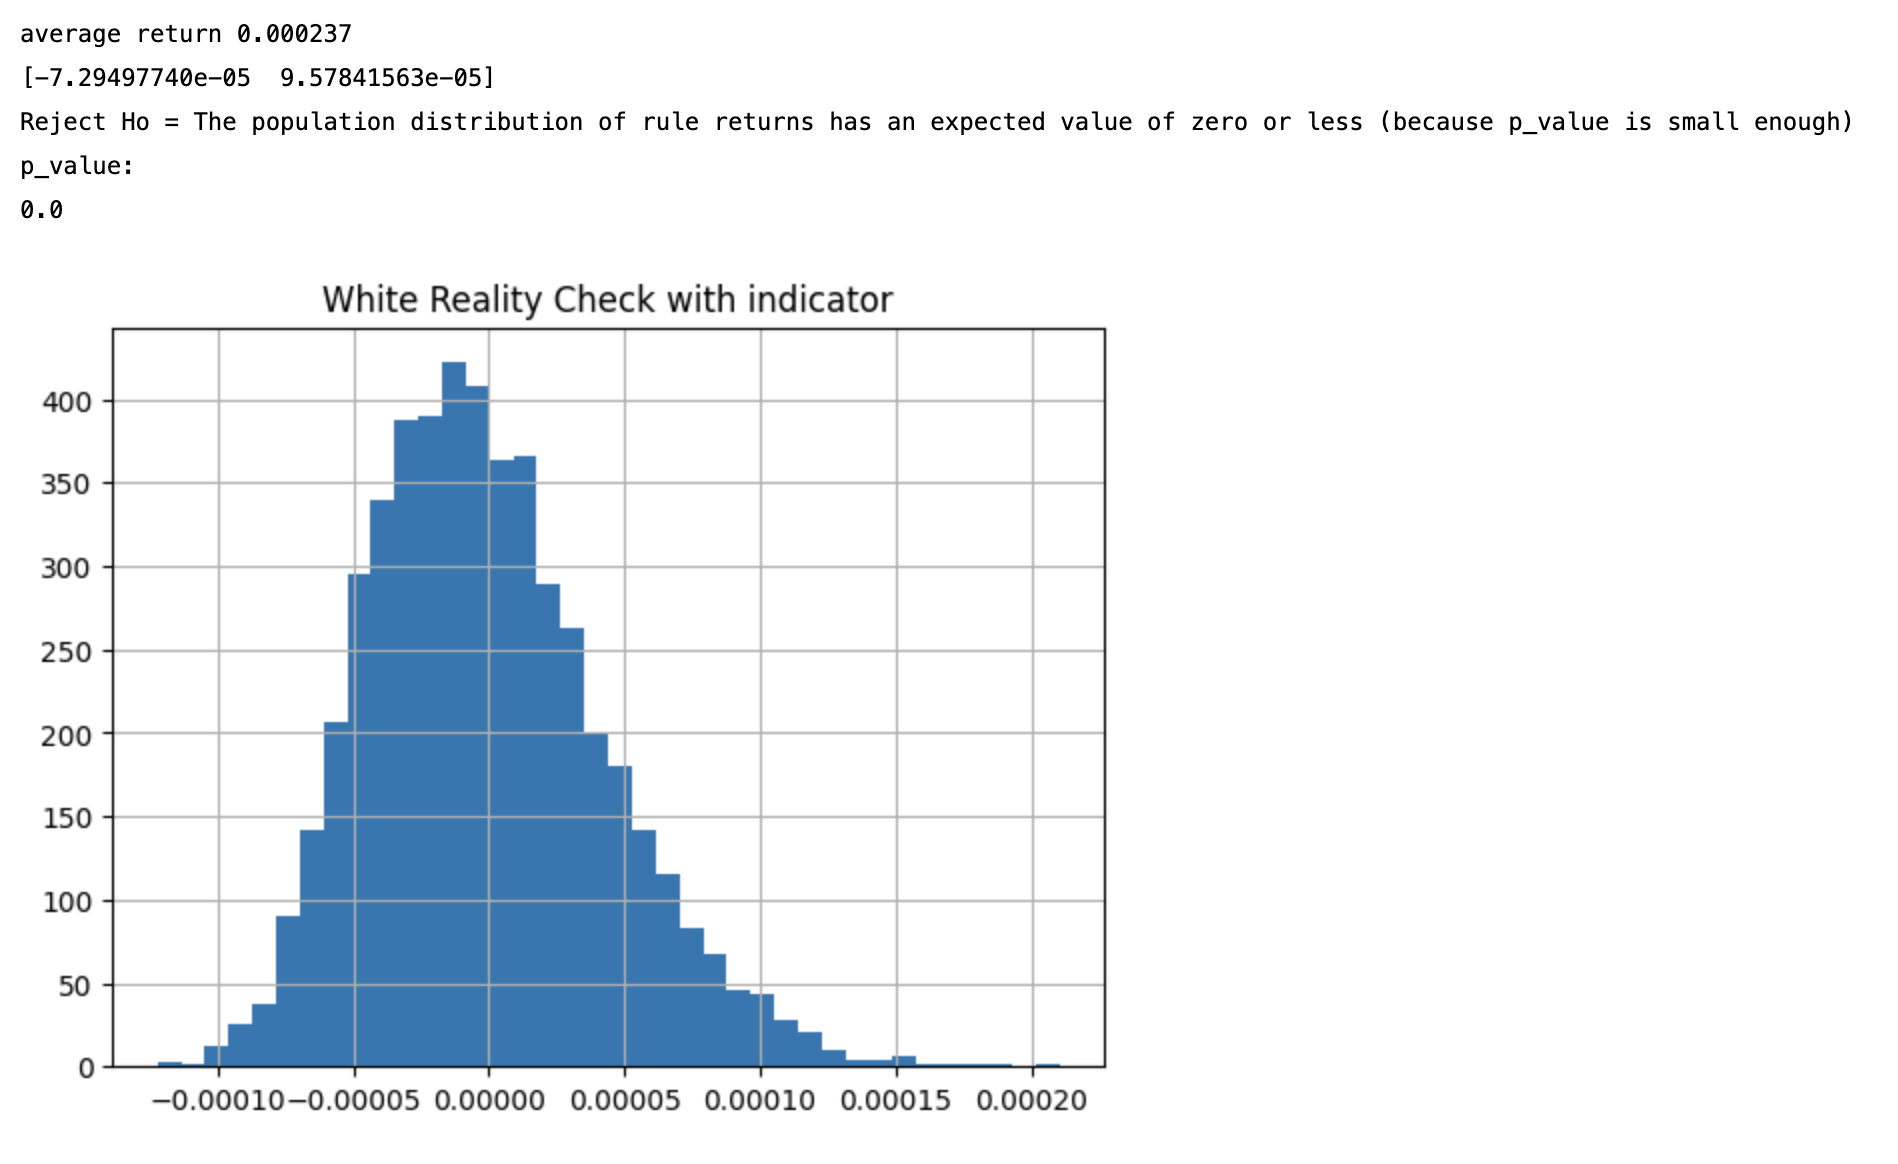 average return 0.000237
[-7.29497740e-05  9.57841563e-05]
Reject Ho = The population distribution of rule returns has an expected value of zero or less (because p_value is small enough)
p_value:
0.0
White Reality Check with indicator
400
350
300
250
200
150
100
50
0
−0.00010 −0.00005 0.00000 0.00005 0.00010 0.00015 0.00020